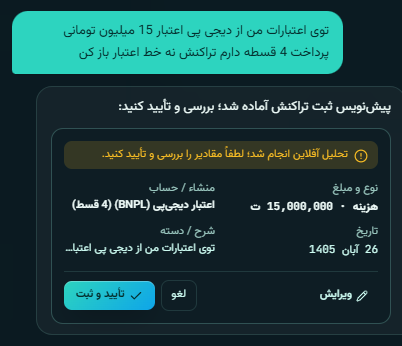 توی اعتبارات من از دیجی پی اعتبار 15 میلیون تومانی
پرداخت 4 قسطه دارم تراکنش نه خط اعتبار باز کن
پیش‌نویس ثبت تراکنش آماده شد؛ بررسی و تأیید کنید:
تحلیل آفلاین انجام شد؛ لطفاً مقادیر را بررسی و تأیید کنید.
نوع و مبلغ
هزینه · 15,000,000 ت
منشاء / حساب
اعتبار دیجی‌پی (BNPL) (4 قسط)
تاریخ
26 آبان 1405
شرح / دسته
توی اعتبارات من از دیجی پی اعتبا...
ویرایش
لغو
تأیید و ثبت